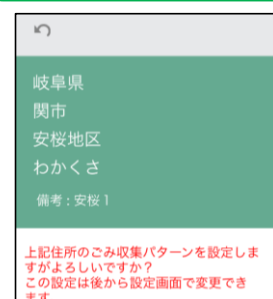 岐阜県
関市
安桜地区
わかくさ
備考 : 安桜 1
上記住所のごみ収集パターンを設定しま
すがよろしいですか？
この設定は後から設定画面で変更でき
ます